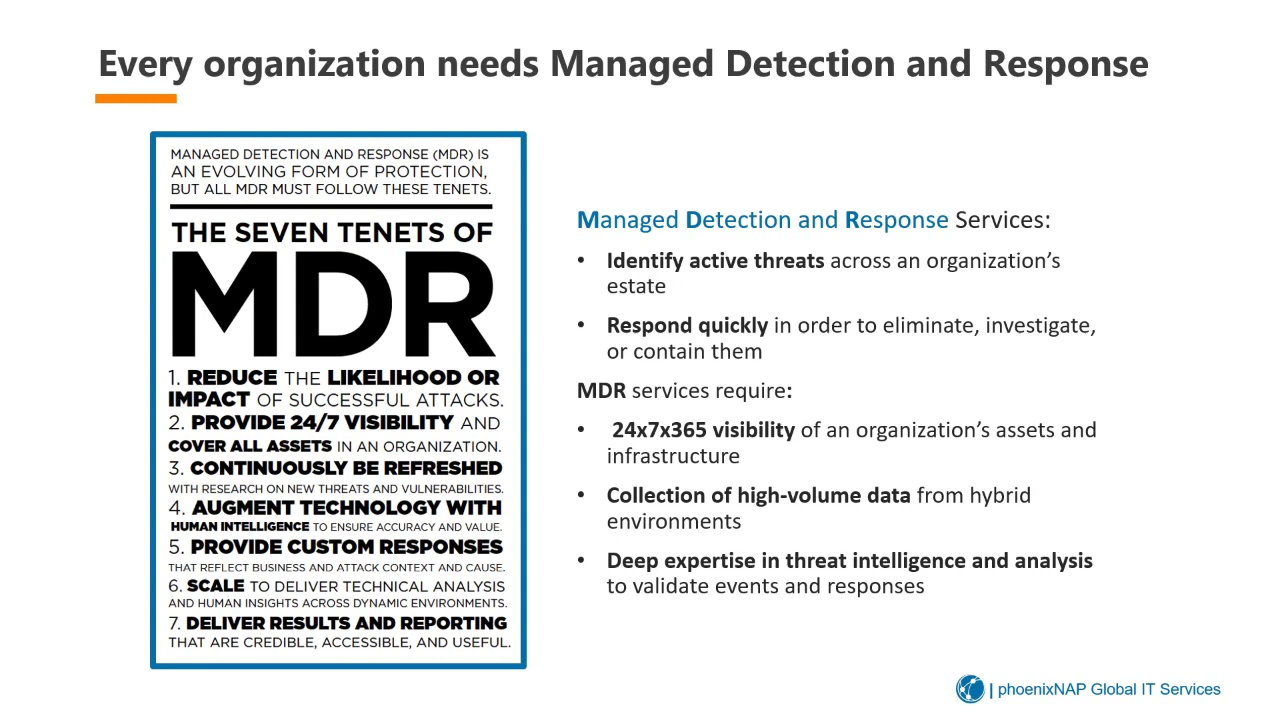 Every organization needs Managed Detection and Response
MANAGED DETECTION AND RESPONSE (MDR) IS
AN EVOLVING FORM OF PROTECTION,
BUT ALL MDR MUST FOLLOW THESE TENETS.
THE SEVEN TENETS OF
MDR
1. REDUCE THE LIKELIHOOD OR
IMPACT OF SUCCESSFUL ATTACKS.
2. PROVIDE 24/7 VISIBILITY AND
COVER ALL ASSETS IN AN ORGANIZATION.
3. CONTINUOUSLY BE REFRESHED
WITH RESEARCH ON NEW THREATS AND VULNERABILITIES.
4. AUGMENT TECHNOLOGY WITH
HUMAN INTELLIGENCE TO ENSURE ACCURACY AND VALUE.
5. PROVIDE CUSTOM RESPONSES
THAT REFLECT BUSINESS AND ATTACK CONTEXT AND CAUSE.
6. SCALE TO DELIVER TECHNICAL ANALYSIS
AND HUMAN INSIGHTS ACROSS DYNAMIC ENVIRONMENTS.
7. DELIVER RESULTS AND REPORTING
THAT ARE CREDIBLE, ACCESSIBLE, AND USEFUL.
Managed Detection and Response Services:
• Identify active threats across an organization’s
estate
• Respond quickly in order to eliminate, investigate,
or contain them
MDR services require:
• 24x7x365 visibility of an organization’s assets and
infrastructure
• Collection of high-volume data from hybrid
environments
• Deep expertise in threat intelligence and analysis
to validate events and responses
| phoenixNAP Global IT Services